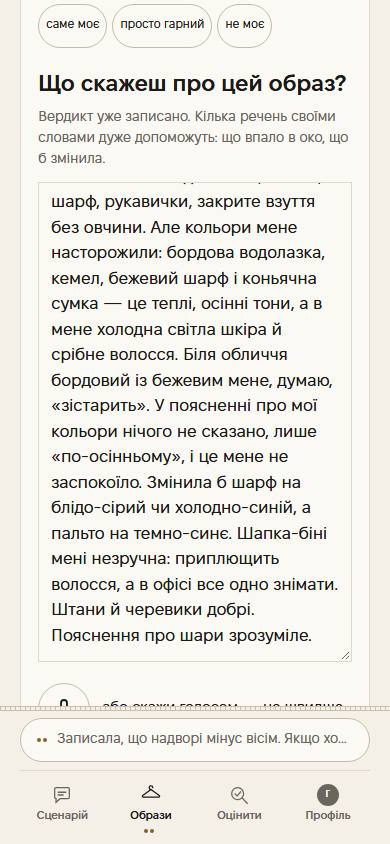 саме моє просто гарний не моє
Що скажеш про цей образ?
Вердикт уже записано. Кілька речень своїми
словами дуже допоможуть: що впало в око, що
б змінила.
шарф, рукавички, закрите взуття
без овчини. Але кольори мене
насторожили: бордова водолазка,
кемел, бежевий шарф і коньячна
сумка — це теплі, осінні тони, а в
мене холодна світла шкіра й
срібне волосся. Біля обличчя
бордовий із бежевим мене, думаю,
«зістарить». У поясненні про мої
кольори нічого не сказано, лише
«по-осінньому», і це мене не
заспокоїло. Змінила б шарф на
блідо-сірий чи холодно-синій, а
пальто на темно-синє. Шапка-біні
мені незручна: приплющить
волосся, а в офісі все одно знімати.
Штани й черевики добрі.
Пояснення про шари зрозуміле.
Записала, що надворі мінус вісім. Якщо хо...
Сценарій Образи Оцінити Г Профіль